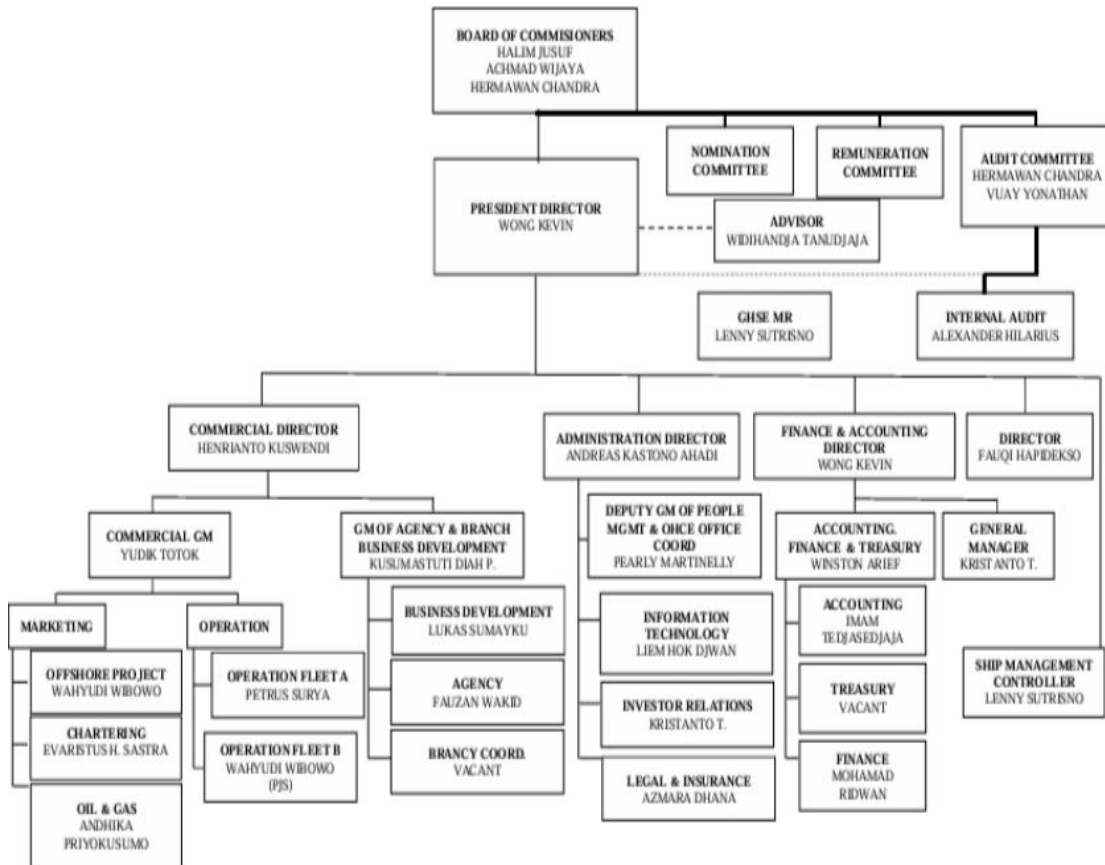 BOARD OF COMMISIONERS
HALIM JUSUF
ACHMAD WIJAYA
HERMAWAN CHANDRA
NOMINATION
COMMITTEE
REMUNERATION
COMMITTEE
AUDIT COMMITTEE
HERMAWAN CHANDRA
VUAY YONATHAN
PRESIDENT DIRECTOR
WONG KEVIN
ADVISOR
WIDIHANDJA TANUDJAJA
GHSE MR
LENNY SUTRISNO
INTERNAL AUDIT
ALEXANDER HILARIUS
COMMERCIAL DIRECTOR
HENRIANTO KUSWENDI
ADMINISTRATION DIRECTOR
ANDREAS KASTONO AHADI
FINANCE & ACCOUNTING
DIRECTOR
WONG KEVIN
DIRECTOR
FAUQI HAPIDEKSO
COMMERCIAL GM
YUDIK TOTOK
GM OF AGENCY & BRANCH
BUSINESS DEVELOPMENT
KUSUMASTUTI DIAH P.
DEPUTY GM OF PEOPLE
MGMT & OHCE OFFICE
COORD
PEARLY MARTINELLY
ACCOUNTING.
FINANCE & TREASURY
WINSTON ARIEF
GENERAL
MANAGER
KRISTANTO T.
MARKETING
OPERATION
BUSINESS DEVELOPMENT
LUKAS SUMAYKU
INFORMATION
TECHNOLOGY
LIEM HOK DJWAN
ACCOUNTING
IMAM
TEDJASEDJAJA
OFFSHORE PROJECT
WAHYUDI WIBOWO
OPERATION FLEET A
PETRUS SURYA
AGENCY
FAUZAN WAKID
INVESTOR RELATIONS
KRISTANTO T.
TREASURY
VACANT
SHIP MANAGEMENT
CONTROLLER
LENNY SUTRISNO
CHARTERING
EVARISTUS H. SASTRA
OPERATION FLEET B
WAHYUDI WIBOWO
(PJS)
BRANCY COORD.
VACANT
LEGAL & INSURANCE
AZMARA DHANA
FINANCE
MOHAMAD
RIDWAN
OIL & GAS
ANDHIKA
PRIYOKUSUMO